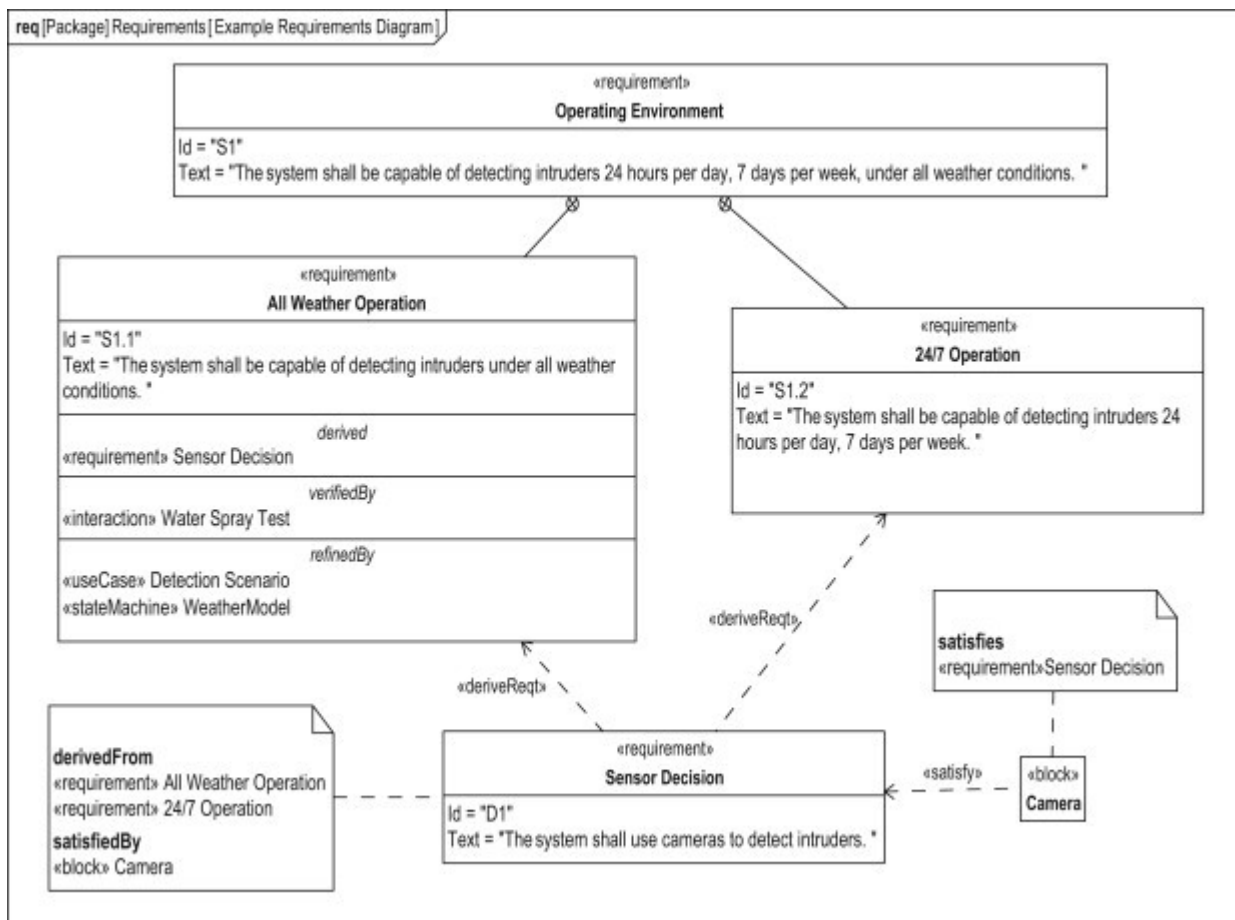 req [Package] Requirements [ Example Requirements Diagram ]
«requirement»
Operating Environment
Id = "S1"
Text = "The system shall be capable of detecting intruders 24 hours per day, 7 days per week, under all weather conditions. "
«requirement»
All Weather Operation
Id = "S1.1"
Text = "The system shall be capable of detecting intruders under all weather
conditions. "
derived
«requirement» Sensor Decision
verifiedBy
«interaction» Water Spray Test
refinedBy
«useCase» Detection Scenario
«stateMachine» WeatherModel
«requirement»
24/7 Operation
Id = "S1.2"
Text = "The system shall be capable of detecting intruders 24
hours per day, 7 days per week. "
«deriveReqt»
«deriveReqt»
satisfies
«requirement»Sensor Decision
derivedFrom
«requirement» All Weather Operation
«requirement» 24/7 Operation
satisfiedBy
«block» Camera
«requirement»
Sensor Decision
Id = "D1"
Text = "The system shall use cameras to detect intruders. "
«satisfy»
«block»
Camera